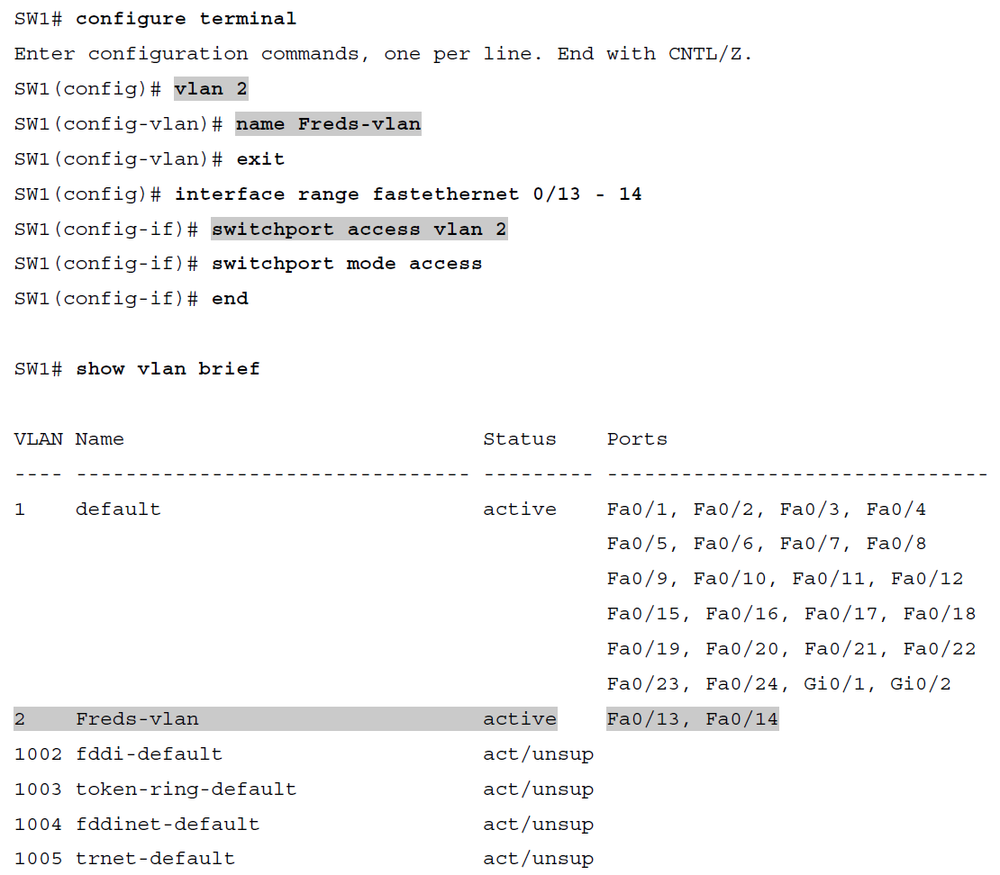 SW1# configure terminal
Enter configuration commands, one per line. End with CNTL/Z.
SW1(config)# vlan 2
SW1(config-vlan)# name Freds-vlan
SW1(config-vlan)# exit
SW1(config)# interface range fastethernet 0/13 - 14
SW1(config-if)# switchport access vlan 2
SW1(config-if)# switchport mode access
SW1(config-if)# end
SW1# show vlan brief
VLAN Name                             Status    Ports
---- -------------------------------- --------- -------------------------------
1    default                          active    Fa0/1, Fa0/2, Fa0/3, Fa0/4
                                                Fa0/5, Fa0/6, Fa0/7, Fa0/8
                                                Fa0/9, Fa0/10, Fa0/11, Fa0/12
                                                Fa0/15, Fa0/16, Fa0/17, Fa0/18
                                                Fa0/19, Fa0/20, Fa0/21, Fa0/22
                                                Fa0/23, Fa0/24, Gi0/1, Gi0/2
2    Freds-vlan                       active    Fa0/13, Fa0/14
1002 fddi-default                     act/unsup
1003 token-ring-default               act/unsup
1004 fddinet-default                  act/unsup
1005 trnet-default                    act/unsup